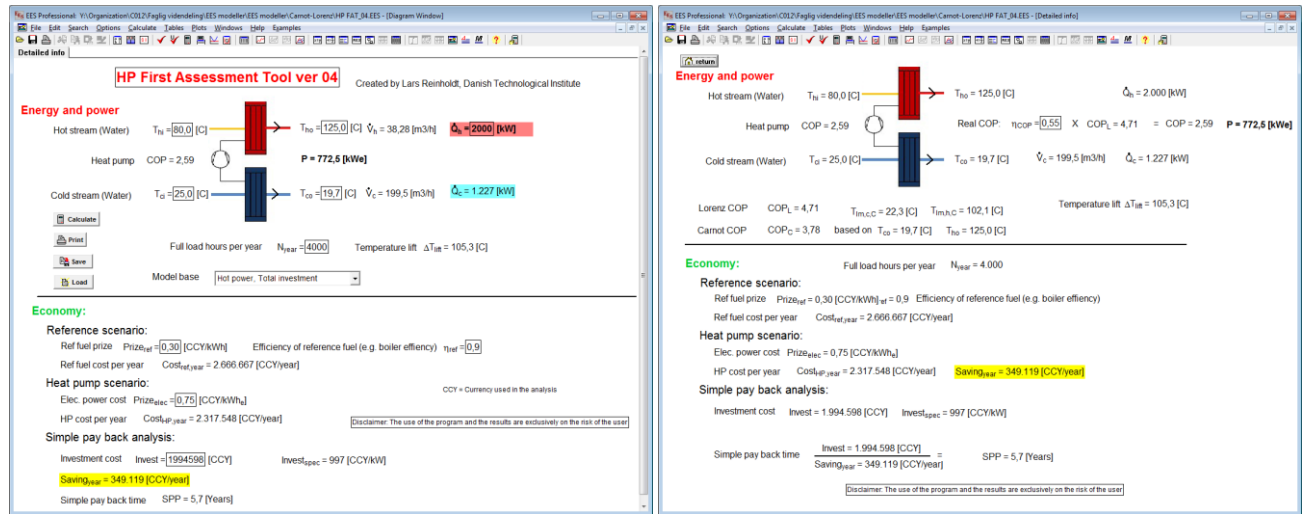 EES Professional: Y:\Organization\C012\Faglig videndeling\EES modeller\EES modeller\Carnot-Lorenz\HP FAT_04.EES - [Diagram Window]
File Edit Search Options Calculate Tables Plots Windows Help Examples
Detailed info
HP First Assessment Tool ver 04
Created by Lars Reinholdt, Danish Technological Institute
Energy and power
Hot stream (Water) Thi = 80,0 [C] Tho = 125,0 [C] V̇h = 38,28 [m3/h] Q̇h = 2000 [kW]
Heat pump COP = 2,59 P = 772,5 [kWe]
Cold stream (Water) Tci = 25,0 [C] Tco = 19,7 [C] V̇c = 199,5 [m3/h] Q̇c = 1.227 [kW]
Calculate
Print
Save
Load
Full load hours per year Nyear = 4000 Temperature lift ΔTlift = 105,3 [C]
Model base Hot power, Total investment
Economy:
Reference scenario:
Ref fuel prize Prizeref = 0,30 [CCY/kWh] Efficiency of reference fuel (e.g. boiler effiency) ηref = 0,9
Ref fuel cost per year Costref,year = 2.666.667 [CCY/year]
Heat pump scenario:
CCY = Currency used in the analysis
Elec. power cost Prizeelec = 0,75 [CCY/kWhe]
HP cost per year CostHP,year = 2.317.548 [CCY/year]
Disclaimer: The use of the program and the results are exclusively on the risk of the user
Simple pay back analysis:
Investment cost Invest = 1994598 [CCY] Investspec = 997 [CCY/kW]
Savingyear = 349.119 [CCY/year]
Simple pay back time SPP = 5,7 [Years]
EES Professional: Y:\Organization\C012\Faglig videndeling\EES modeller\EES modeller\Carnot-Lorenz\HP FAT_04.EES - [Detailed info]
File Edit Search Options Calculate Tables Plots Windows Help Examples
return
Energy and power
Hot stream (Water) Thi = 80,0 [C] Tho = 125,0 [C] Q̇h = 2.000 [kW]
Heat pump COP = 2,59 Real COP: ηCOP = 0,55 X COPL = 4,71 = COP = 2,59 P = 772,5 [kWe]
Cold stream (Water) Tci = 25,0 [C] Tco = 19,7 [C] V̇c = 199,5 [m3/h] Q̇c = 1.227 [kW]
Lorenz COP COPL = 4,71 Tlm,c,C = 22,3 [C] Tlm,h,C = 102,1 [C] Temperature lift ΔTlift = 105,3 [C]
Carnot COP COPC = 3,78 based on Tco = 19,7 [C] Tho = 125,0 [C]
Economy:
Full load hours per year Nyear = 4.000
Reference scenario:
Ref fuel prize Prizeref = 0,30 [CCY/kWh] ef = 0,9 Efficiency of reference fuel (e.g. boiler effiency)
Ref fuel cost per year Costref,year = 2.666.667 [CCY/year]
Heat pump scenario:
Elec. power cost Prizeelec = 0,75 [CCY/kWhe]
HP cost per year CostHP,year = 2.317.548 [CCY/year] Savingyear = 349.119 [CCY/year]
Simple pay back analysis:
Investment cost Invest = 1.994.598 [CCY] Investspec = 997 [CCY/kW]
Simple pay back time Invest = 1.994.598 [CCY]
Savingyear = 349.119 [CCY/year] = SPP = 5,7 [Years]
Disclaimer: The use of the program and the results are exclusively on the risk of the user